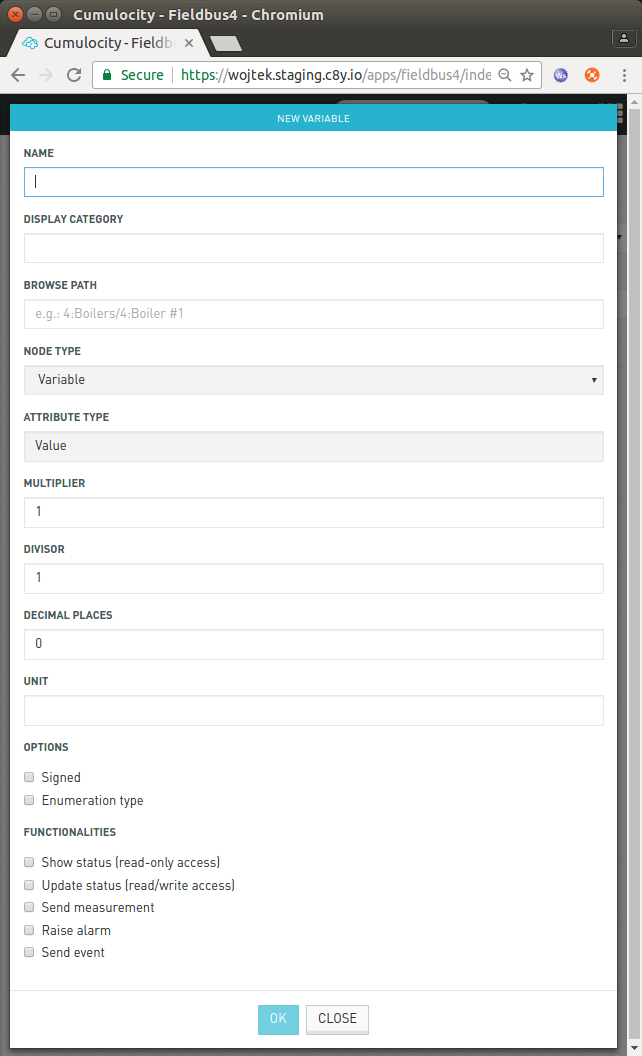 Cumulocity - Fieldbus4 - Chromium
Cumulocity - Fieldb
Secure https://wojtek.staging.c8y.io/apps/fieldbus4/inde
NEW VARIABLE
NAME
DISPLAY CATEGORY
BROWSE PATH
e.g.: 4:Boilers/4:Boiler #1
NODE TYPE
Variable
ATTRIBUTE TYPE
Value
MULTIPLIER
1
DIVISOR
1
DECIMAL PLACES
0
UNIT
OPTIONS
Signed
Enumeration type
FUNCTIONALITIES
Show status (read-only access)
Update status (read/write access)
Send measurement
Raise alarm
Send event
OK CLOSE